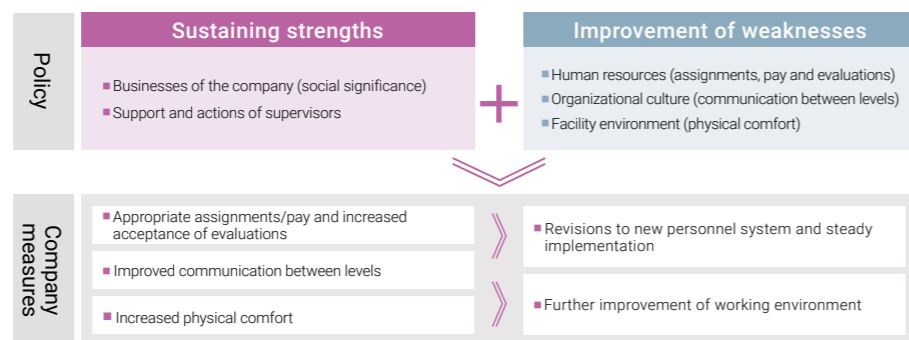 Policy
Sustaining strengths
■ Businesses of the company (social significance)
■ Support and actions of supervisors
+
Improvement of weaknesses
■ Human resources (assignments, pay and evaluations)
■ Organizational culture (communication between levels)
■ Facility environment (physical comfort)
Company
measures
■ Appropriate assignments/pay and increased
acceptance of evaluations
■ Improved communication between levels
■ Increased physical comfort
■ Revisions to new personnel system and steady
implementation
■ Further improvement of working environment